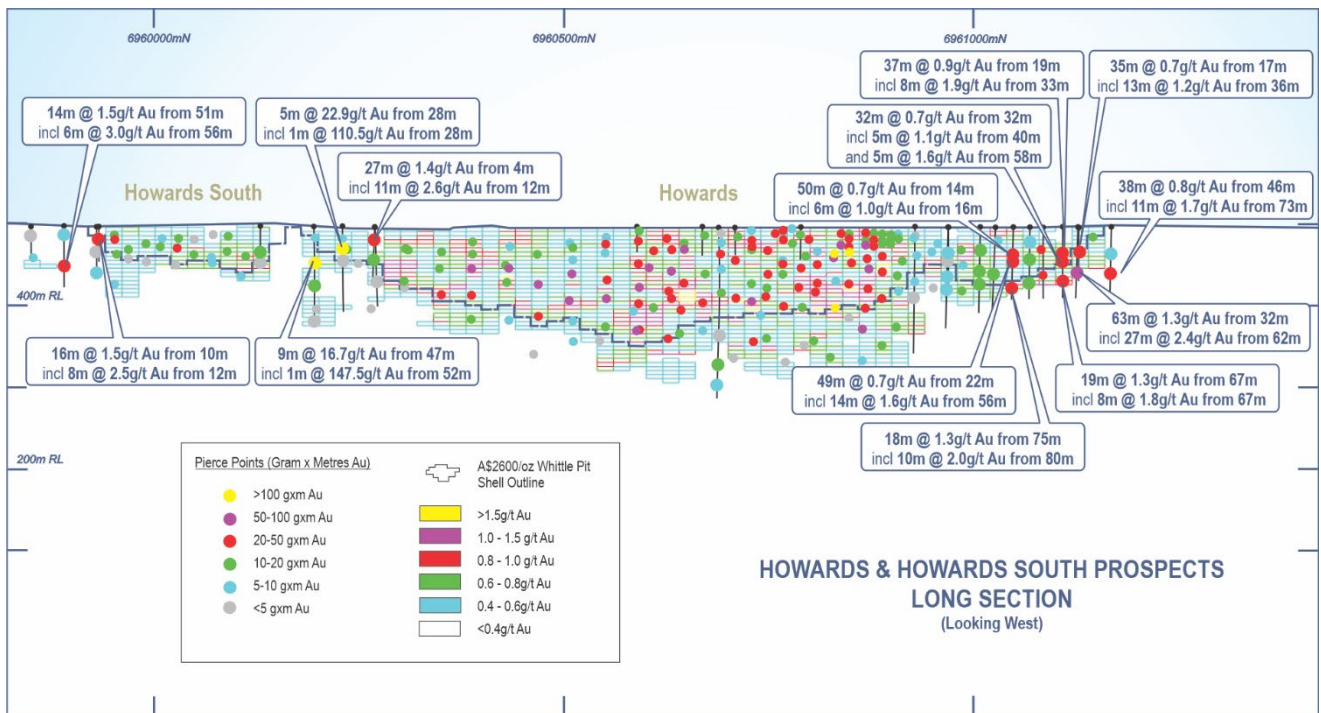 6960000mN
6960500mN
6961000mN
37m @ 0.9g/t Au from 19m
incl 8m @ 1.9g/t Au from 33m
35m @ 0.7g/t Au from 17m
incl 13m @ 1.2g/t Au from 36m
14m @ 1.5g/t Au from 51m
incl 6m @ 3.0g/t Au from 56m
5m @ 22.9g/t Au from 28m
incl 1m @ 110.5g/t Au from 28m
32m @ 0.7g/t Au from 32m
incl 5m @ 1.1g/t Au from 40m
and 5m @ 1.6g/t Au from 58m
27m @ 1.4g/t Au from 4m
incl 11m @ 2.6g/t Au from 12m
Howards South
Howards
50m @ 0.7g/t Au from 14m
incl 6m @ 1.0g/t Au from 16m
38m @ 0.8g/t Au from 46m
incl 11m @ 1.7g/t Au from 73m
400m RL
16m @ 1.5g/t Au from 10m
incl 8m @ 2.5g/t Au from 12m
9m @ 16.7g/t Au from 47m
incl 1m @ 147.5g/t Au from 52m
63m @ 1.3g/t Au from 32m
incl 27m @ 2.4g/t Au from 62m
49m @ 0.7g/t Au from 22m
incl 14m @ 1.6g/t Au from 56m
19m @ 1.3g/t Au from 67m
incl 8m @ 1.8g/t Au from 67m
18m @ 1.3g/t Au from 75m
incl 10m @ 2.0g/t Au from 80m
200m RL
Pierce Points (Gram x Metres Au)
>100 gxm Au
50-100 gxm Au
20-50 gxm Au
10-20 gxm Au
5-10 gxm Au
<5 gxm Au
A$2600/oz Whittle Pit
Shell Outline
>1.5g/t Au
1.0 - 1.5 g/t Au
0.8 - 1.0 g/t Au
0.6 - 0.8g/t Au
0.4 - 0.6g/t Au
<0.4g/t Au
HOWARDS & HOWARDS SOUTH PROSPECTS
LONG SECTION
(Looking West)